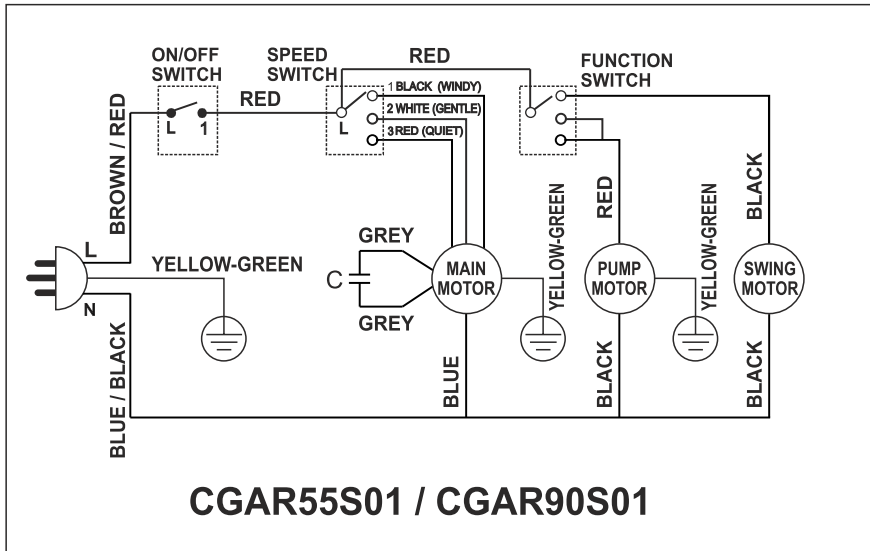 ON/OFF
SWITCH
SPEED
SWITCH
RED
FUNCTION
SWITCH
L 1
RED
L
1 BLACK (WINDY)
2 WHITE (GENTLE)
3 RED (QUIET)
BROWN / RED
L
YELLOW-GREEN
N
BLUE / BLACK
C
GREY
GREY
MAIN
MOTOR
BLUE
YELLOW-GREEN
RED
PUMP
MOTOR
BLACK
YELLOW-GREEN
BLACK
SWING
MOTOR
BLACK
CGAR55S01 / CGAR90S01